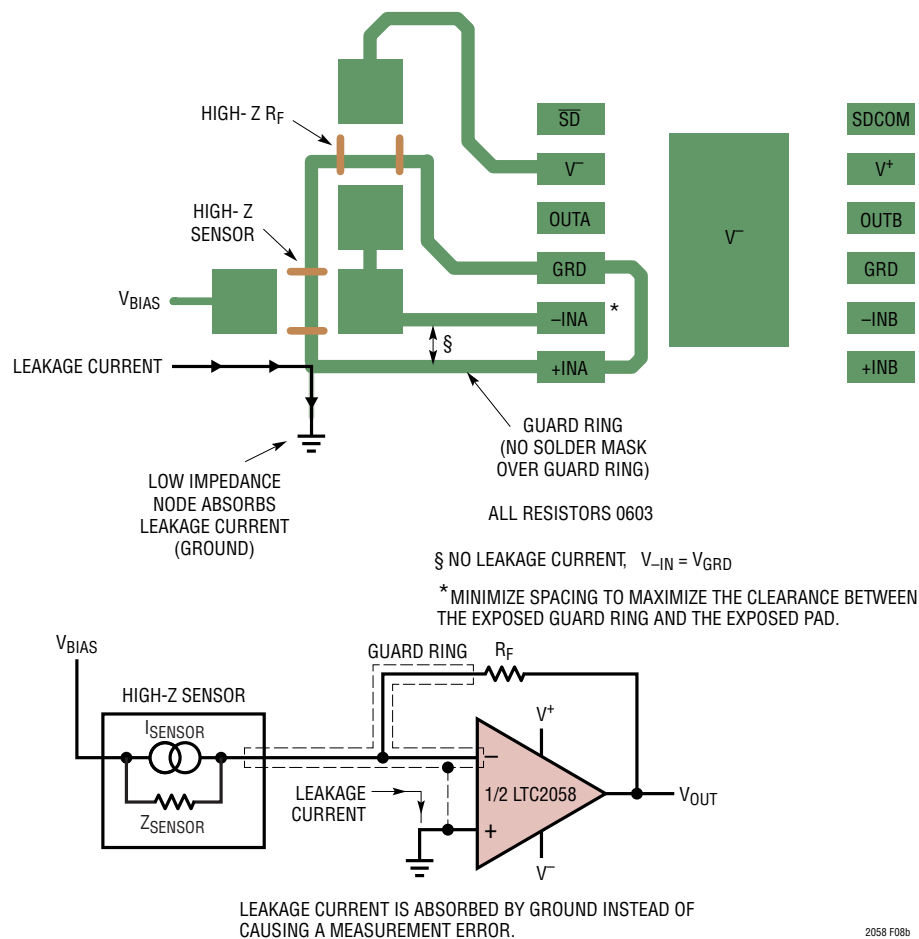 HIGH- Z RF
SD
V–
OUTA
GRD
–INA
*
+INA
V–
SDCOM
V+
OUTB
GRD
–INB
+INB
HIGH- Z
SENSOR
VBIAS
§
LEAKAGE CURRENT
LOW IMPEDANCE
NODE ABSORBS
LEAKAGE CURRENT
(GROUND)
GUARD RING
(NO SOLDER MASK
OVER GUARD RING)
ALL RESISTORS 0603
§ NO LEAKAGE CURRENT, V–IN = VGRD
*MINIMIZE SPACING TO MAXIMIZE THE CLEARANCE BETWEEN
THE EXPOSED GUARD RING AND THE EXPOSED PAD.
VBIAS
GUARD RING
RF
HIGH-Z SENSOR
ISENSOR
ZSENSOR
V+
–
1/2 LTC2058
+
V–
VOUT
LEAKAGE
CURRENT
LEAKAGE CURRENT IS ABSORBED BY GROUND INSTEAD OF
CAUSING A MEASUREMENT ERROR.
2058 F08b